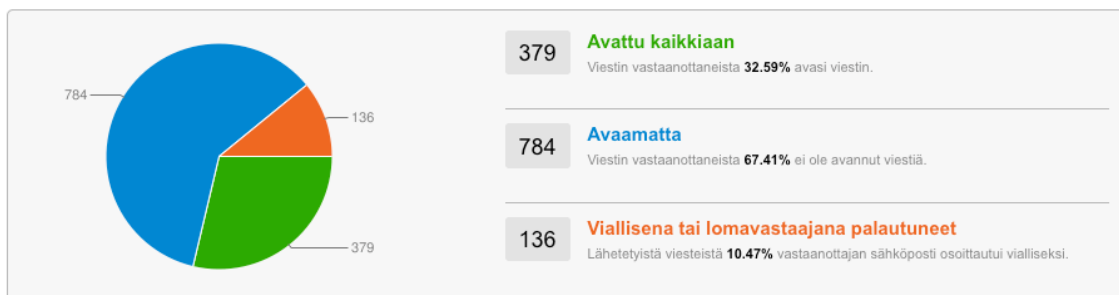 784
136
379
379
Avattu kaikkiaan
Viestin vastaanottaneista 32.59% avasi viestin.
784
Avaamatta
Viestin vastaanottaneista 67.41% ei ole avannut viestiä.
136
Viallisena tai lomavastaajana palautuneet
Lähetetyistä viesteistä 10.47% vastaanottajan sähköposti osoittautui vialliseksi.